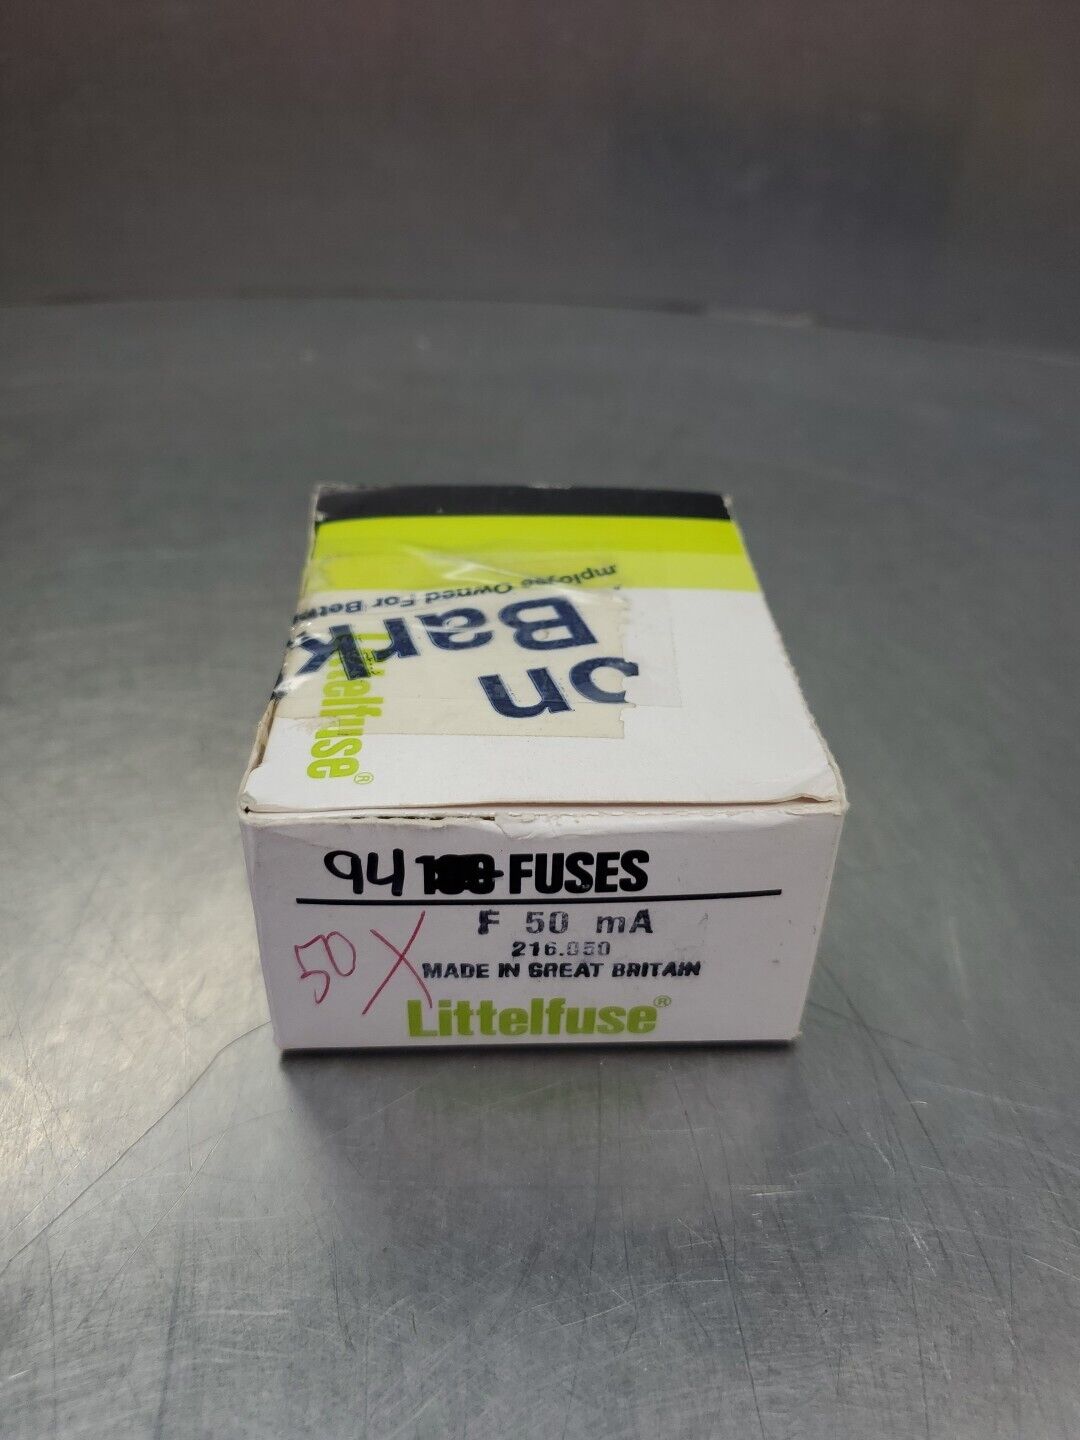 mployee Owned For Betwe
Bark
on
Littelfuse®
94 100 FUSES
F 50 mA
50 X
216.050
MADE IN GREAT BRITAIN
Littelfuse®